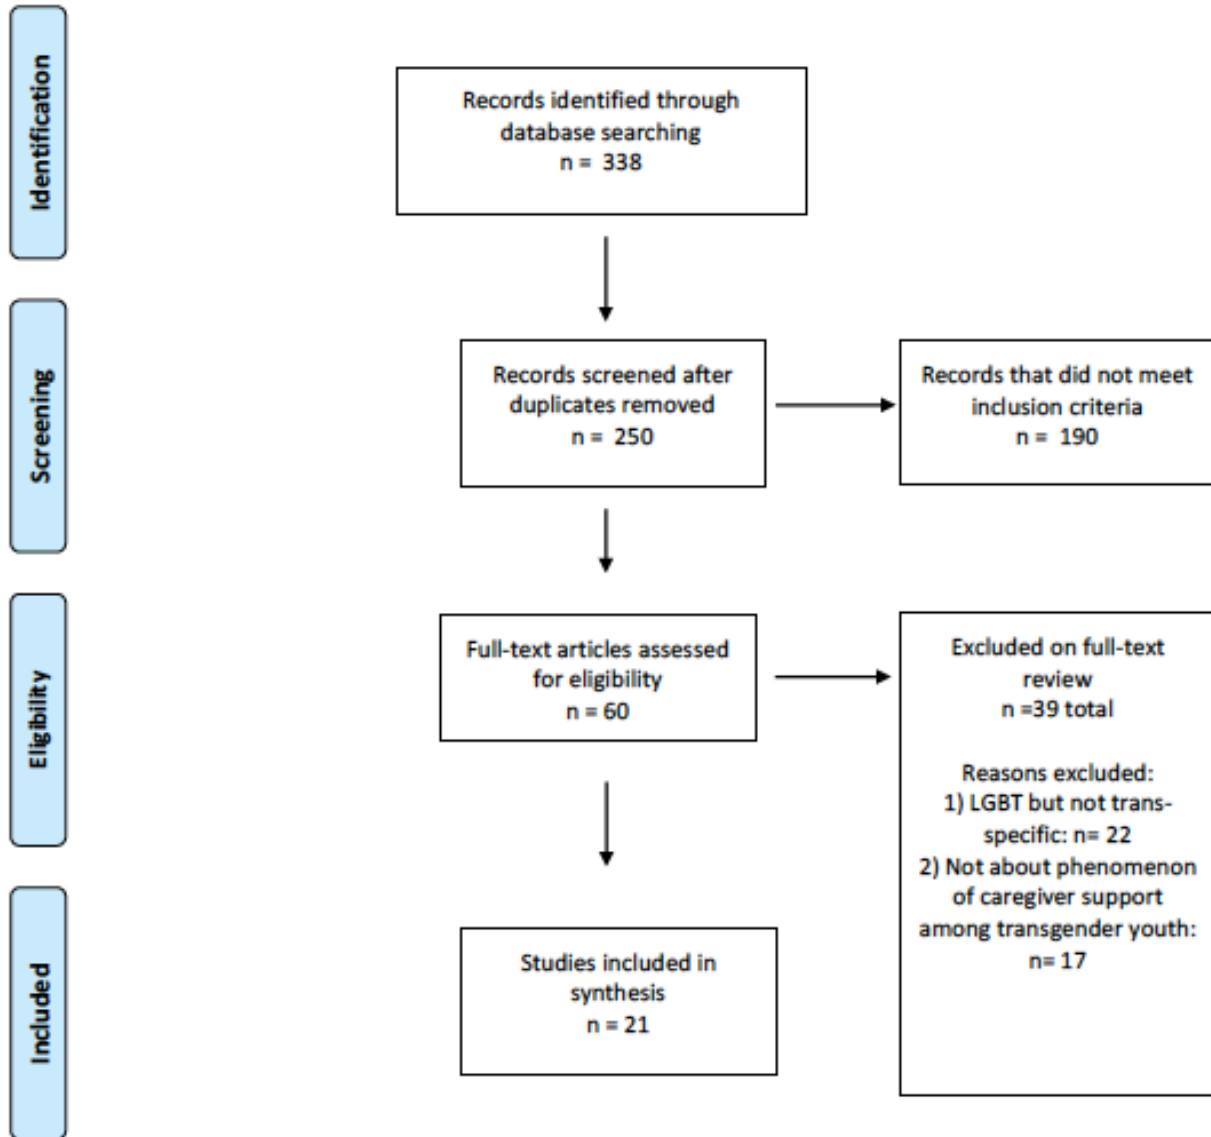 Identification
Records identified through
database searching
n = 338
Screening
Records screened after
duplicates removed
n = 250
Records that did not meet
inclusion criteria
n = 190
Eligibility
Full-text articles assessed
for eligibility
n = 60
Excluded on full-text
review
n =39 total
Reasons excluded:
1) LGBT but not trans-
specific: n= 22
2) Not about phenomenon
of caregiver support
among transgender youth:
n= 17
Included
Studies included in
synthesis
n = 21